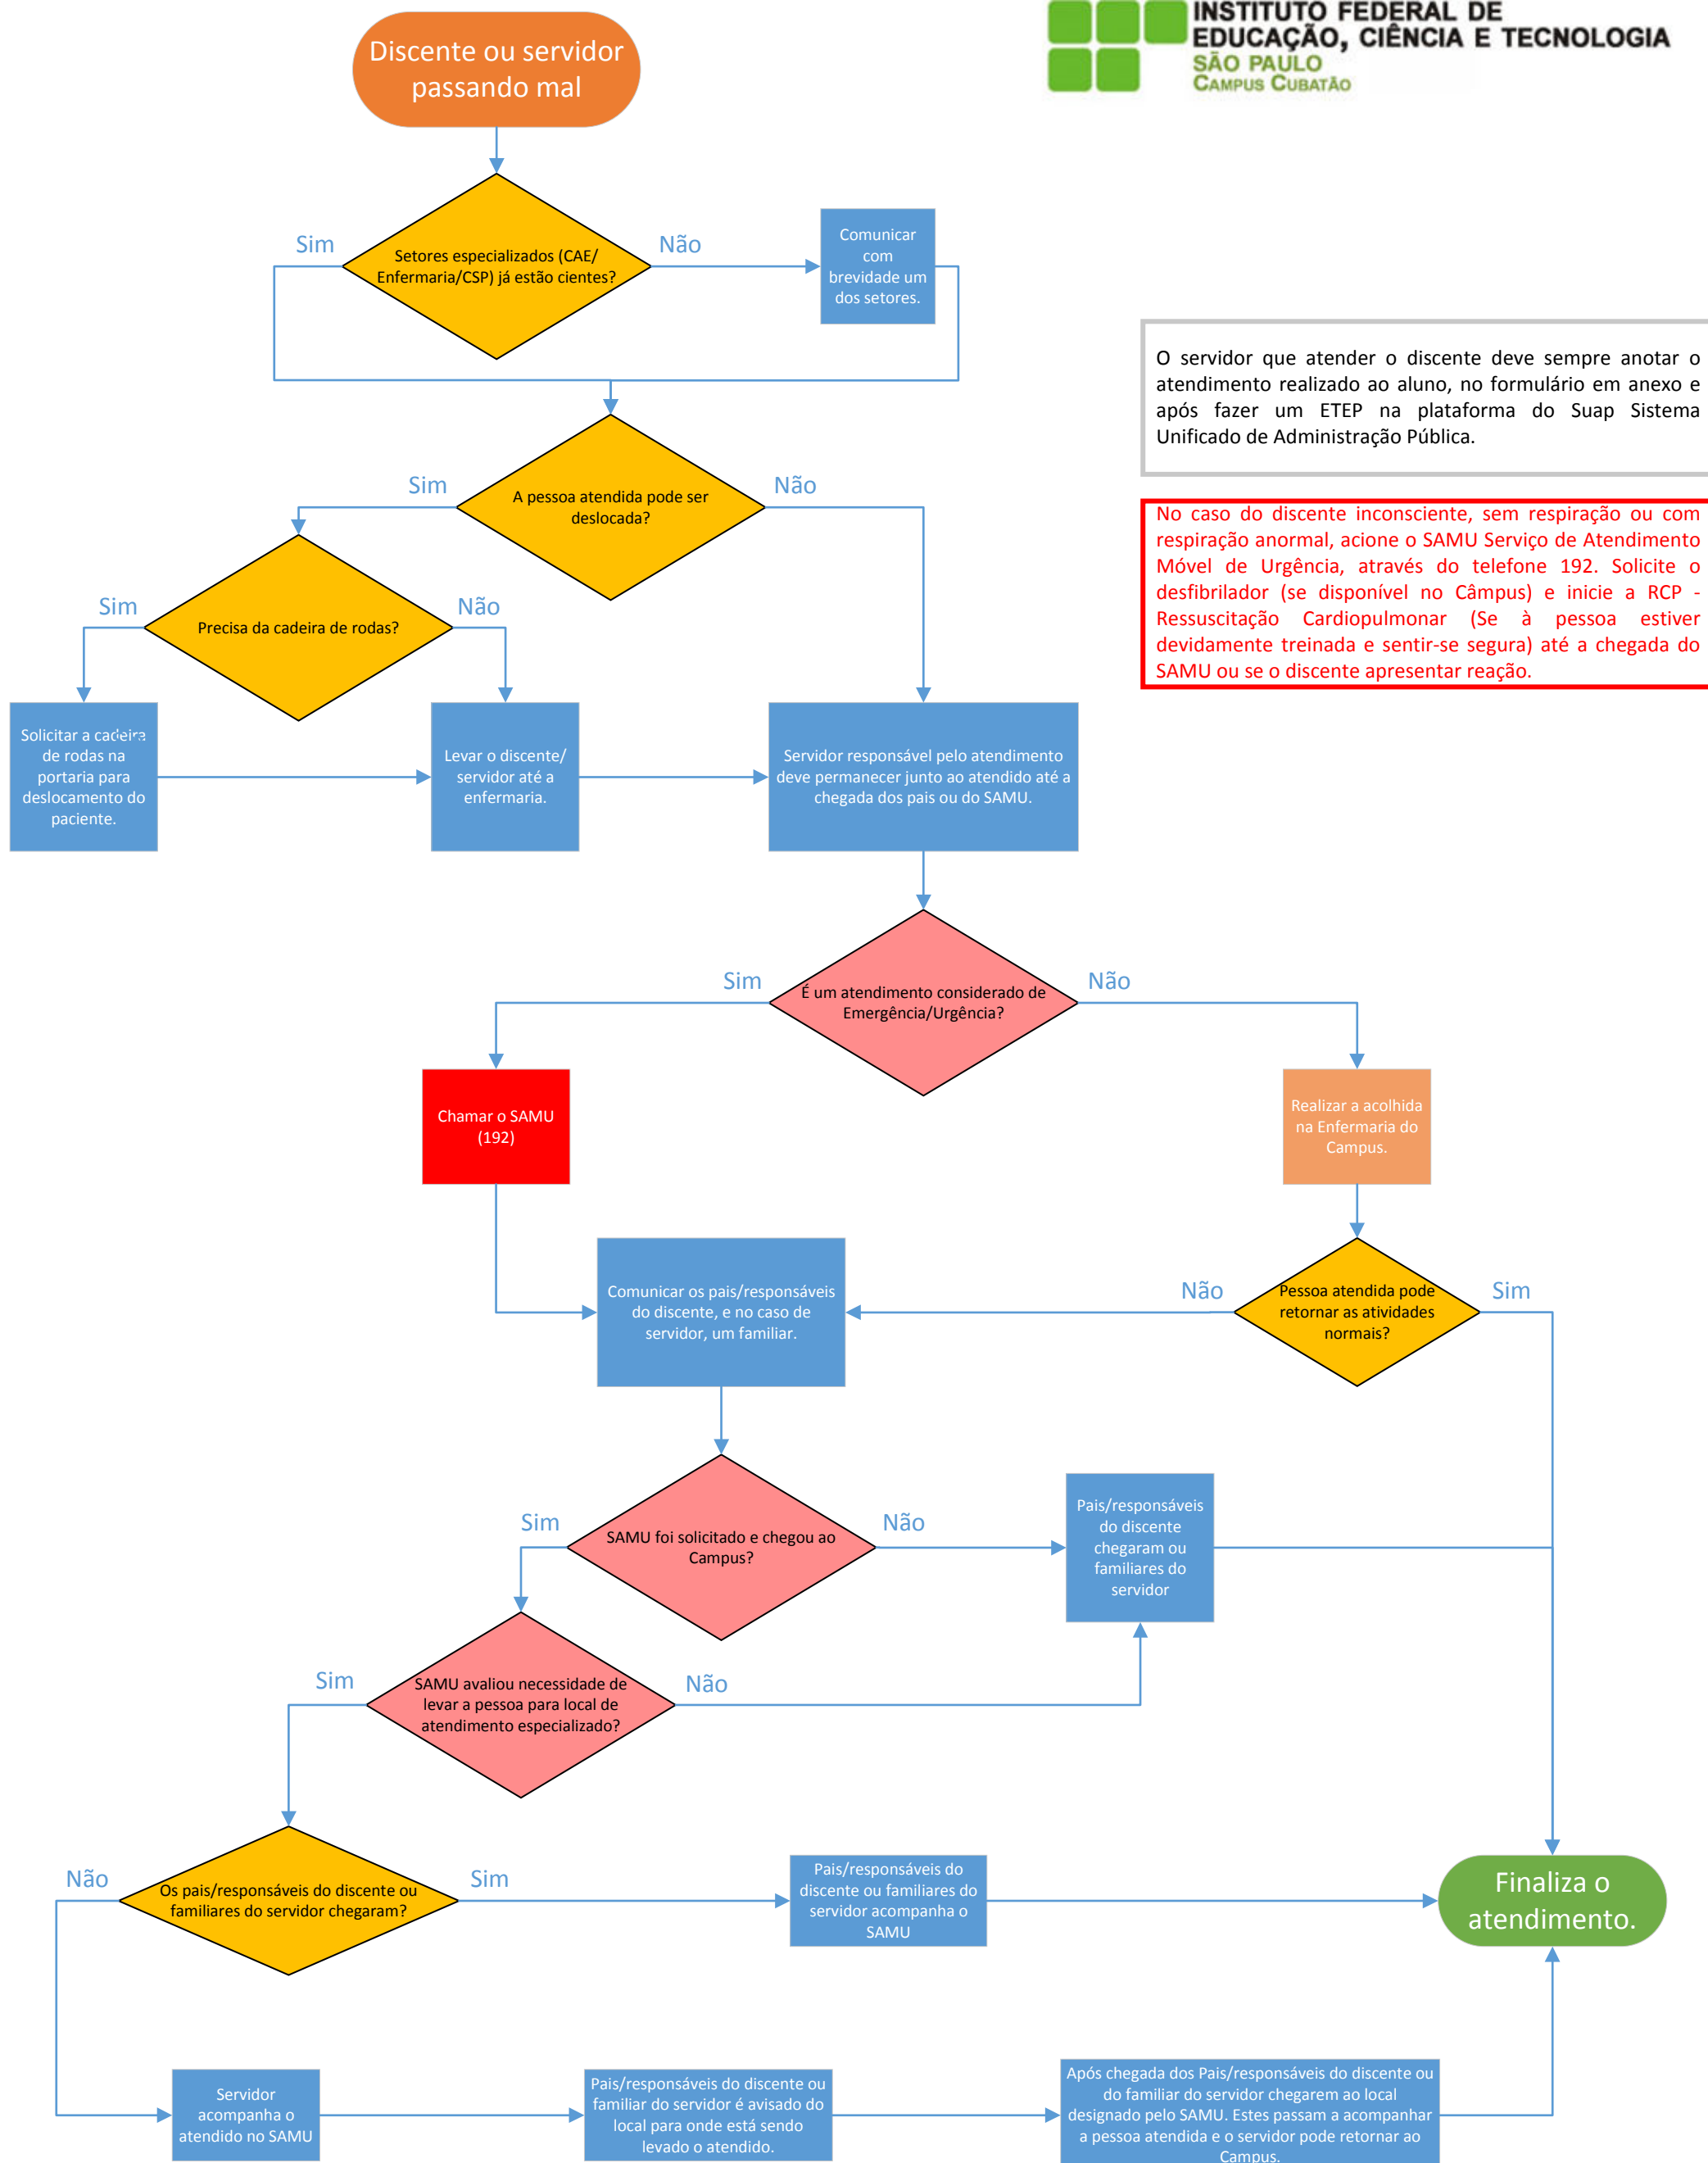 INSTITUTO FEDERAL DE
EDUCAÇÃO, CIÊNCIA E TECNOLOGIA
SÃO PAULO
CAMPUS CUBATÃO
Discente ou servidor
passando mal
Sim
Setores especializados (CAE/
Enfermaria/CSP) já estão cientes?
Não
Comunicar
com
brevidade um
dos setores.
O servidor que atender o discente deve sempre anotar o
atendimento realizado ao aluno, no formulário em anexo e
após fazer um ETEP na plataforma do Suap Sistema
Unificado de Administração Pública.
No caso do discente inconsciente, sem respiração ou com
respiração anormal, acione o SAMU Serviço de Atendimento
Móvel de Urgência, através do telefone 192. Solicite o
desfibrilador (se disponível no Câmpus) e inicie a RCP -
Ressuscitação Cardiopulmonar (Se à pessoa estiver
devidamente treinada e sentir-se segura) até a chegada do
SAMU ou se o discente apresentar reação.
Sim
A pessoa atendida pode ser
deslocada?
Não
Sim
Precisa da cadeira de rodas?
Não
Solicitar a cadeira
de rodas na
portaria para
deslocamento do
paciente.
Levar o discente/
servidor até a
enfermaria.
Servidor responsável pelo atendimento
deve permanecer junto ao atendido até a
chegada dos pais ou do SAMU.
Sim
É um atendimento considerado de
Emergência/Urgência?
Não
Chamar o SAMU
(192)
Realizar a acolhida
na Enfermaria do
Campus.
Comunicar os pais/responsáveis
do discente, e no caso de
servidor, um familiar.
Não
Pessoa atendida pode
retornar as atividades
normais?
Sim
Sim
SAMU foi solicitado e chegou ao
Campus?
Não
Pais/responsáveis
do discente
chegaram ou
familiares do
servidor
Sim
SAMU avaliou necessidade de
levar a pessoa para local de
atendimento especializado?
Não
Não
Os pais/responsáveis do discente ou
familiares do servidor chegaram?
Sim
Pais/responsáveis do
discente ou familiares do
servidor acompanha o
SAMU
Finaliza o
atendimento.
Servidor
acompanha o
atendido no SAMU
Pais/responsáveis do discente ou
familiar do servidor é avisado do
local para onde está sendo
levado o atendido.
Após chegada dos Pais/responsáveis do discente ou
do familiar do servidor chegarem ao local
designado pelo SAMU. Estes passam a acompanhar
a pessoa atendida e o servidor pode retornar ao
Campus.